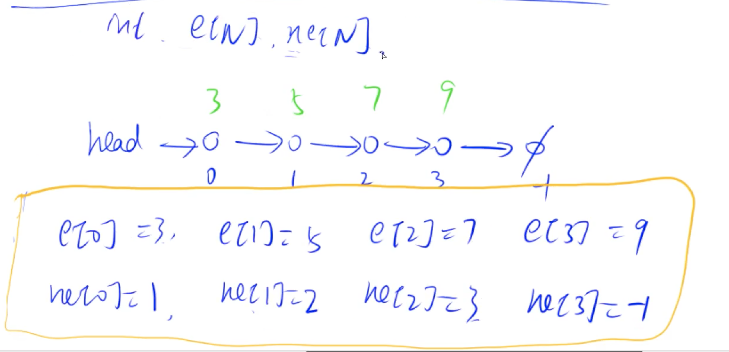 int e[N], ne[N],
3 5 7 9
head →o →o →o →o → ∅
0 1 2 3 -1
e[0]=3, e[1]=5 e[2]=7 e[3]=9
ne[0]=1, ne[1]=2 ne[2]=3 ne[3]=-1